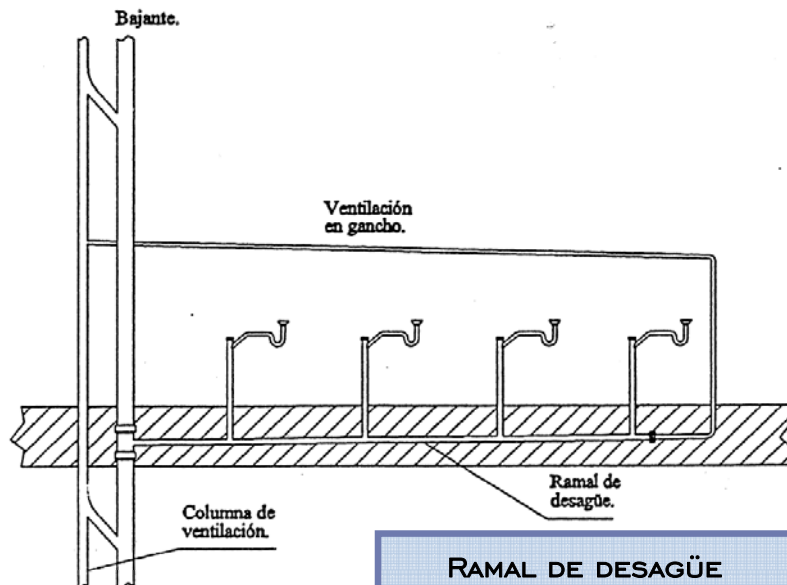 Bajante.
Ventilación
en gancho.
Ramal de
desagüe.
Columna de
ventilación.
RAMAL DE DESAGÜE